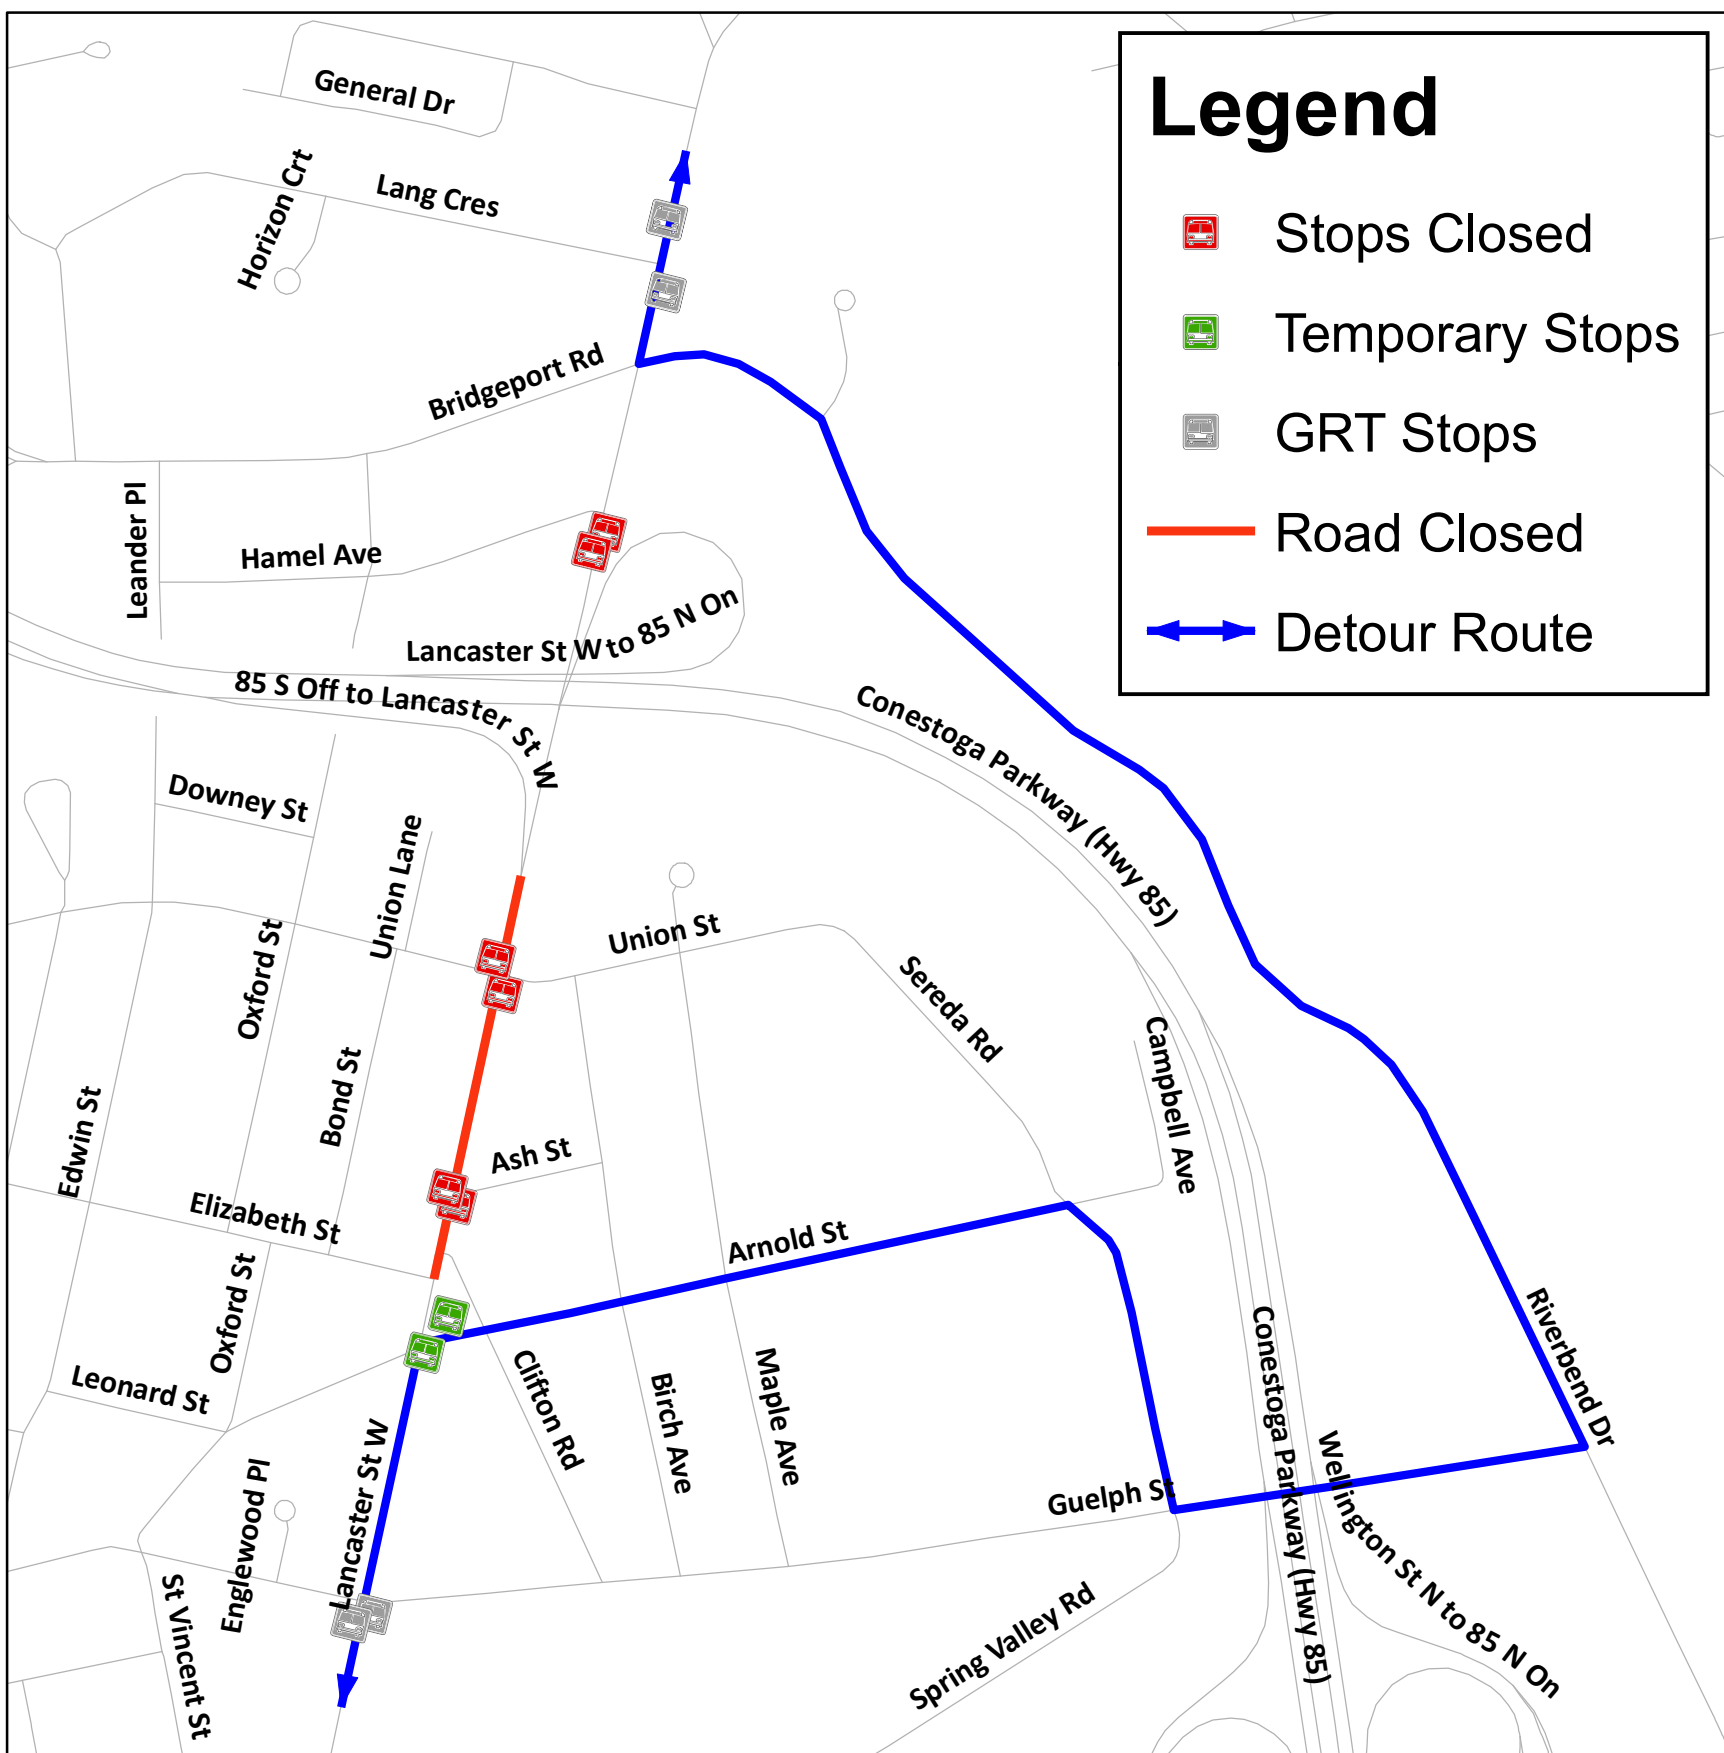 Legend
Stops Closed
Temporary Stops
GRT Stops
Road Closed
Detour Route
General Dr
Horizon Crt
Lang Cres
Bridgeport Rd
Leander Pl
Hamel Ave
Lancaster St W to 85 N On
85 S Off to Lancaster St W
Conestoga Parkway (Hwy 85)
Downey St
Union Lane
Oxford St
Union St
Sereda Rd
Bond St
Campbell Ave
Edwin St
Ash St
Elizabeth St
Arnold St
Oxford St
Leonard St
Clifton Rd
Birch Ave
Maple Ave
Riverbend Dr
Conestoga Parkway (Hwy 85)
Lancaster St W
Englewood Pl
Guelph St
Wellington St N to 85 N On
St Vincent St
Spring Valley Rd